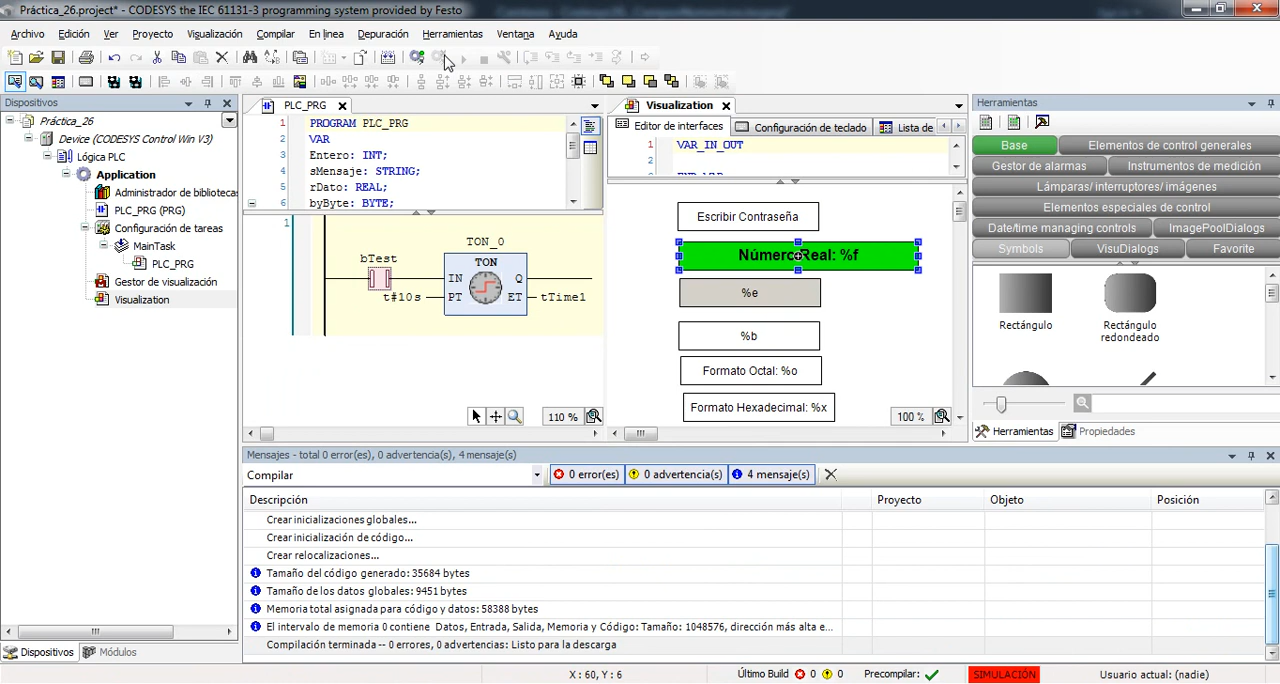 Práctica_26.project* - CODESYS the IEC 61131-3 programming system provided by Festo
Archivo Edición Ver Proyecto Visualización Compilar En línea Depuración Herramientas Ventana Ayuda
Dispositivos
Práctica_26
Device (CODESYS Control Win V3)
Lógica PLC
Application
Administrador de bibliotecas
PLC_PRG (PRG)
Configuración de tareas
MainTask
PLC_PRG
Gestor de visualización
Visualization
Dispositivos Módulos
PLC_PRG
1 PROGRAM PLC_PRG
2 VAR
3 Entero: INT;
4 sMensaje: STRING;
5 rDato: REAL;
6 byByte: BYTE;
1
TON_0
bTest TON
IN Q
t#10s PT ET tTime1
110 %
Visualization
Editor de interfaces Configuración de teclado Lista de
1 VAR_IN_OUT
2
Escribir Contraseña
Número Real: %f
%e
%b
Formato Octal: %o
Formato Hexadecimal: %x
100 %
Herramientas
Base Elementos de control generales
Gestor de alarmas Instrumentos de medición
Lámparas/ interruptores/ imágenes
Elementos especiales de control
Date/time managing controls ImagePoolDialogs
Symbols VisuDialogs Favorite
Rectángulo Rectángulo redondeado
Herramientas Propiedades
Mensajes - total 0 error(es), 0 advertencia(s), 4 mensaje(s)
Compilar 0 error(es) 0 advertencia(s) 4 mensaje(s)
Descripción Proyecto Objeto Posición
Crear inicializaciones globales...
Crear inicialización de código...
Crear relocalizaciones...
Tamaño del código generado: 35684 bytes
Tamaño de los datos globales: 9451 bytes
Memoria total asignada para código y datos: 58388 bytes
El intervalo de memoria 0 contiene Datos, Entrada, Salida, Memoria y Código: Tamaño: 1048576, dirección más alta e...
Compilación terminada -- 0 errores, 0 advertencias: Listo para la descarga
X: 60, Y: 6 Último Build 0 0 Precompilar: SIMULACIÓN Usuario actual: (nadie)